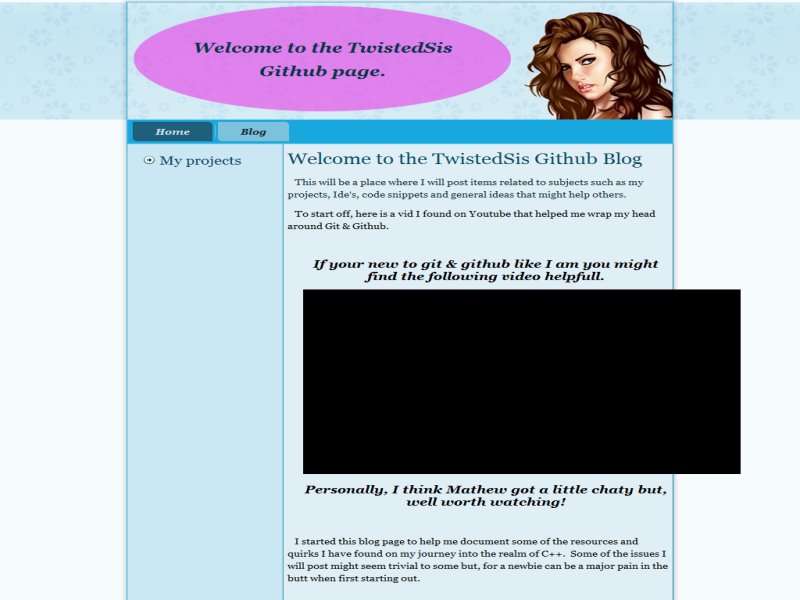 Welcome to the TwistedSis
Github page.
Home
Blog
My projects
Welcome to the TwistedSis Github Blog
This will be a place where I will post items related to subjects such as my
projects, Ide's, code snippets and general ideas that might help others.
To start off, here is a vid I found on Youtube that helped me wrap my head
around Git & Github.
If your new to git & github like I am you might
find the following video helpfull.
Personally, I think Mathew got a little chaty but,
well worth watching!
I started this blog page to help me document some of the resources and
quirks I have found on my journey into the realm of C++. Some of the issues I
will post might seem trivial to some but, for a newbie can be a major pain in the
butt when first starting out.